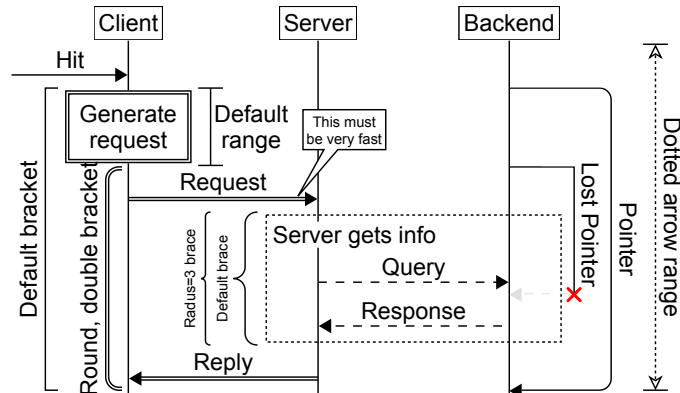 Client
Server
Backend
Hit
Generate
request
Default
range
This must
be very fast
Request
Default bracket
Round, double bracket
Radius=3 brace
Default brace
Server gets info
Query
Response
Reply
Lost Pointer
Pointer
Dotted arrow range